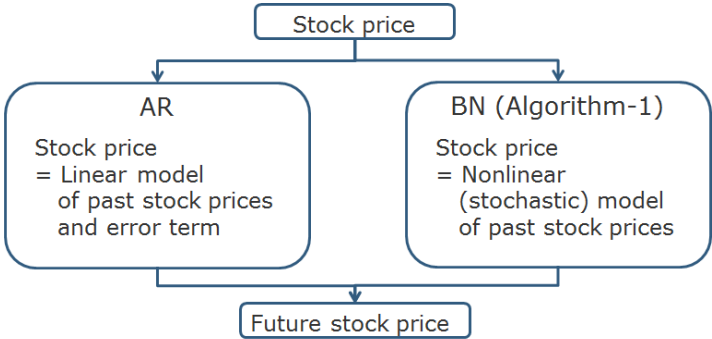 Stock price
AR
Stock price
= Linear model
of past stock prices
and error term
BN (Algorithm-1)
Stock price
= Nonlinear
(stochastic) model
of past stock prices
Future stock price